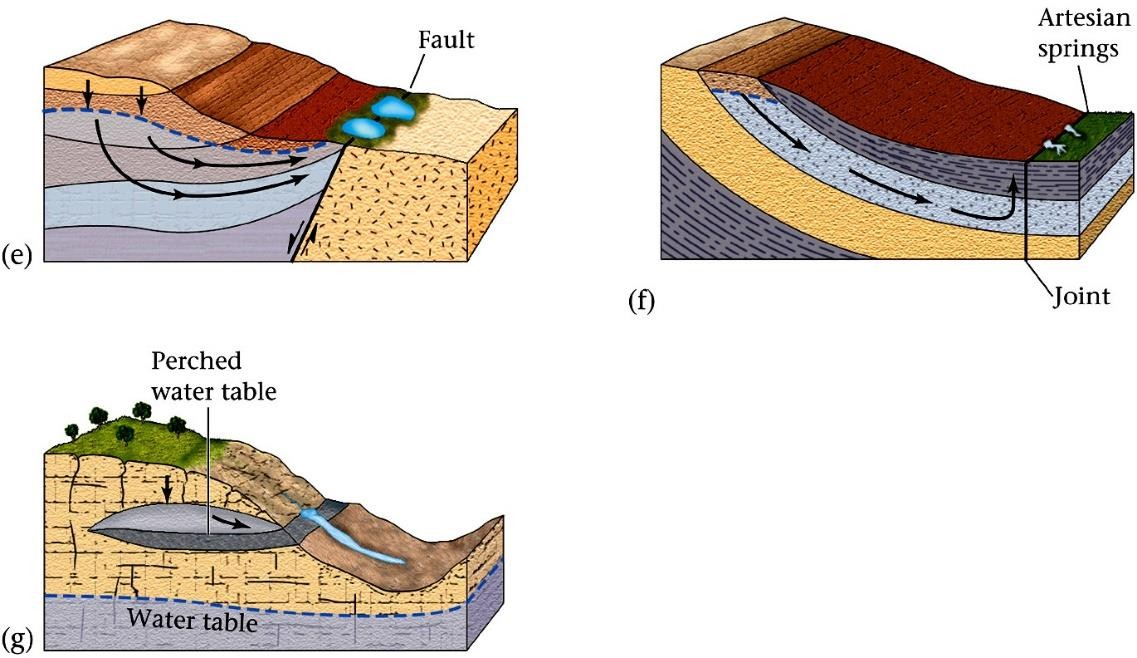 Fault
(e)
Artesian
springs
Joint
(f)
Perched
water table
Water table
(g)